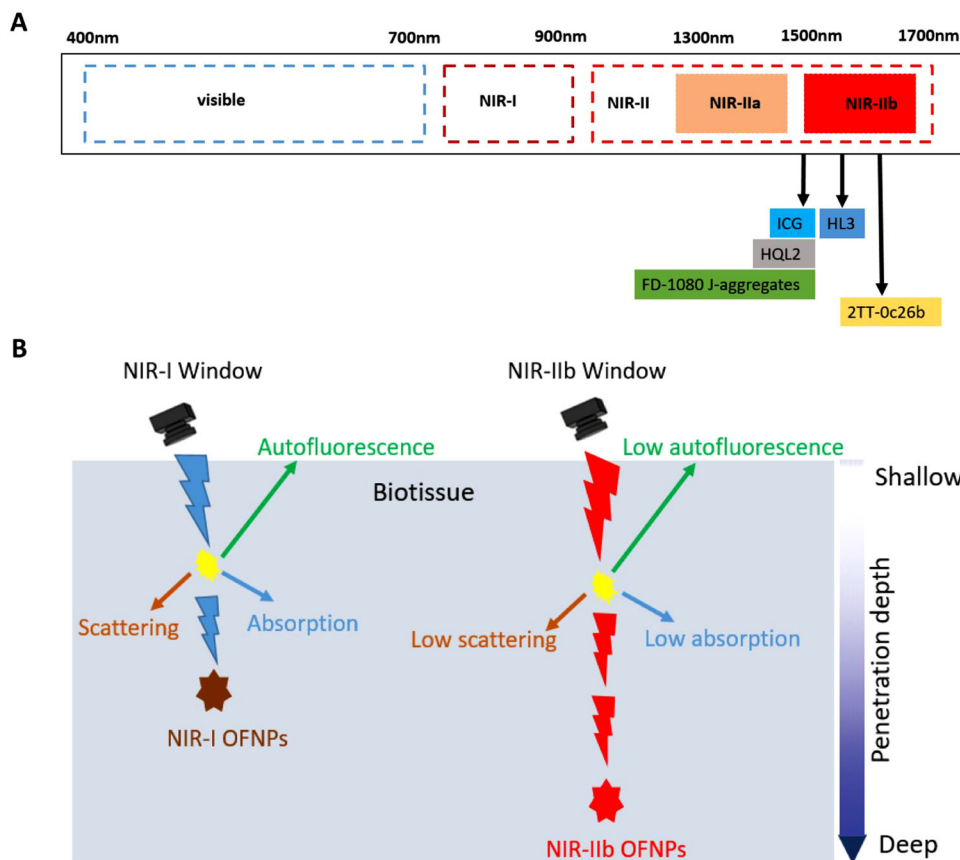 A
400nm 700nm 900nm 1300nm 1500nm 1700nm
visible NIR-I NIR-II NIR-IIa NIR-IIb
ICG HL3
HQL2
FD-1080 J-aggregates
2TT-0c26b
B
NIR-I Window NIR-IIb Window
Autofluorescence Low autofluorescence
Biotissue Shallow
Scattering Absorption Low scattering Low absorption
Penetration depth
NIR-I OFNPs
NIR-IIb OFNPs Deep